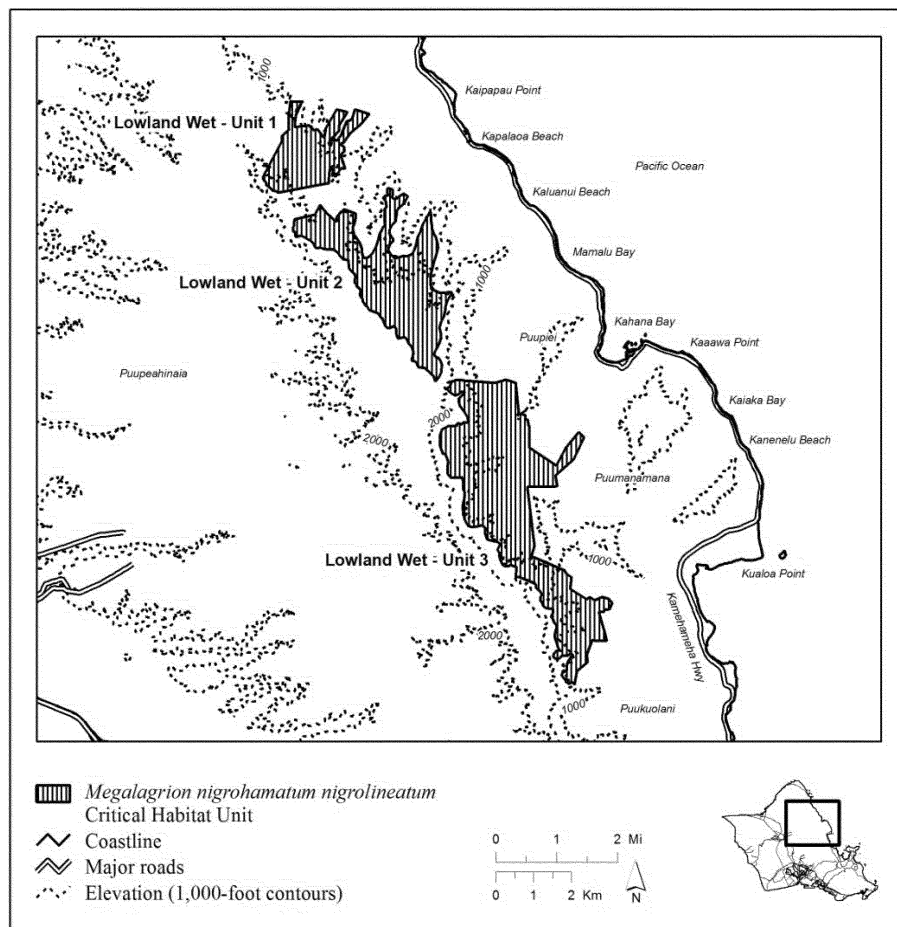 1000
Kaipapau Point
Lowland Wet - Unit 1
Kapalaoa Beach
Pacific Ocean
Kaluanui Beach
Mamalu Bay
Lowland Wet - Unit 2
1000
Kahana Bay
Puupiei
Kaaawa Point
Puupeahinaia
Kaiaka Bay
2000
2000
Kanenelu Beach
Puumanamana
Lowland Wet - Unit 3
1000
Kualoa Point
2000
Kamehameha Hwy
1000
Puukuolani
Megalagrion nigrohamatum nigrolineatum
Critical Habitat Unit
Coastline
Major roads
Elevation (1,000-foot contours)
0 1 2 Mi
0 1 2 Km
N